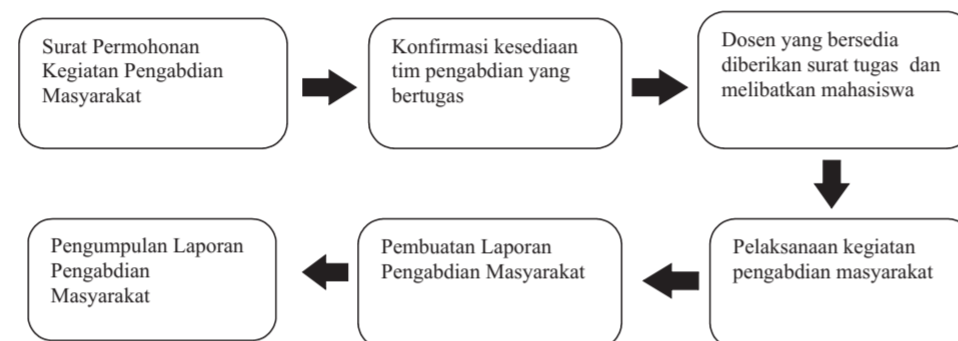 Surat Permohonan
Kegiatan Pengabdian
Masyarakat
Konfirmasi kesediaan
tim pengabdian yang
bertugas
Dosen yang bersedia
diberikan surat tugas dan
melibatkan mahasiswa
Pelaksanaan kegiatan
pengabdian masyarakat
Pembuatan Laporan
Pengabdian Masyarakat
Pengumpulan Laporan
Pengabdian
Masyarakat